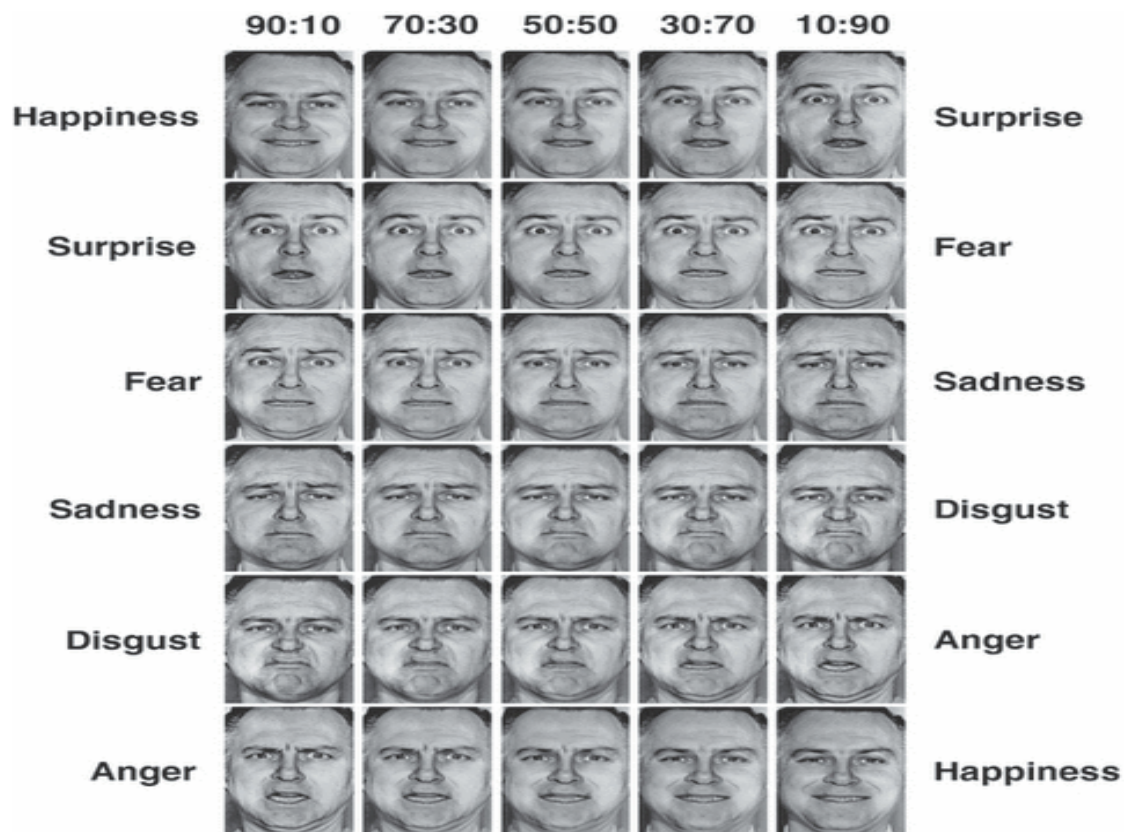 90:10 70:30 50:50 30:70 10:90
Happiness Surprise
Surprise Fear
Fear Sadness
Sadness Disgust
Disgust Anger
Anger Happiness